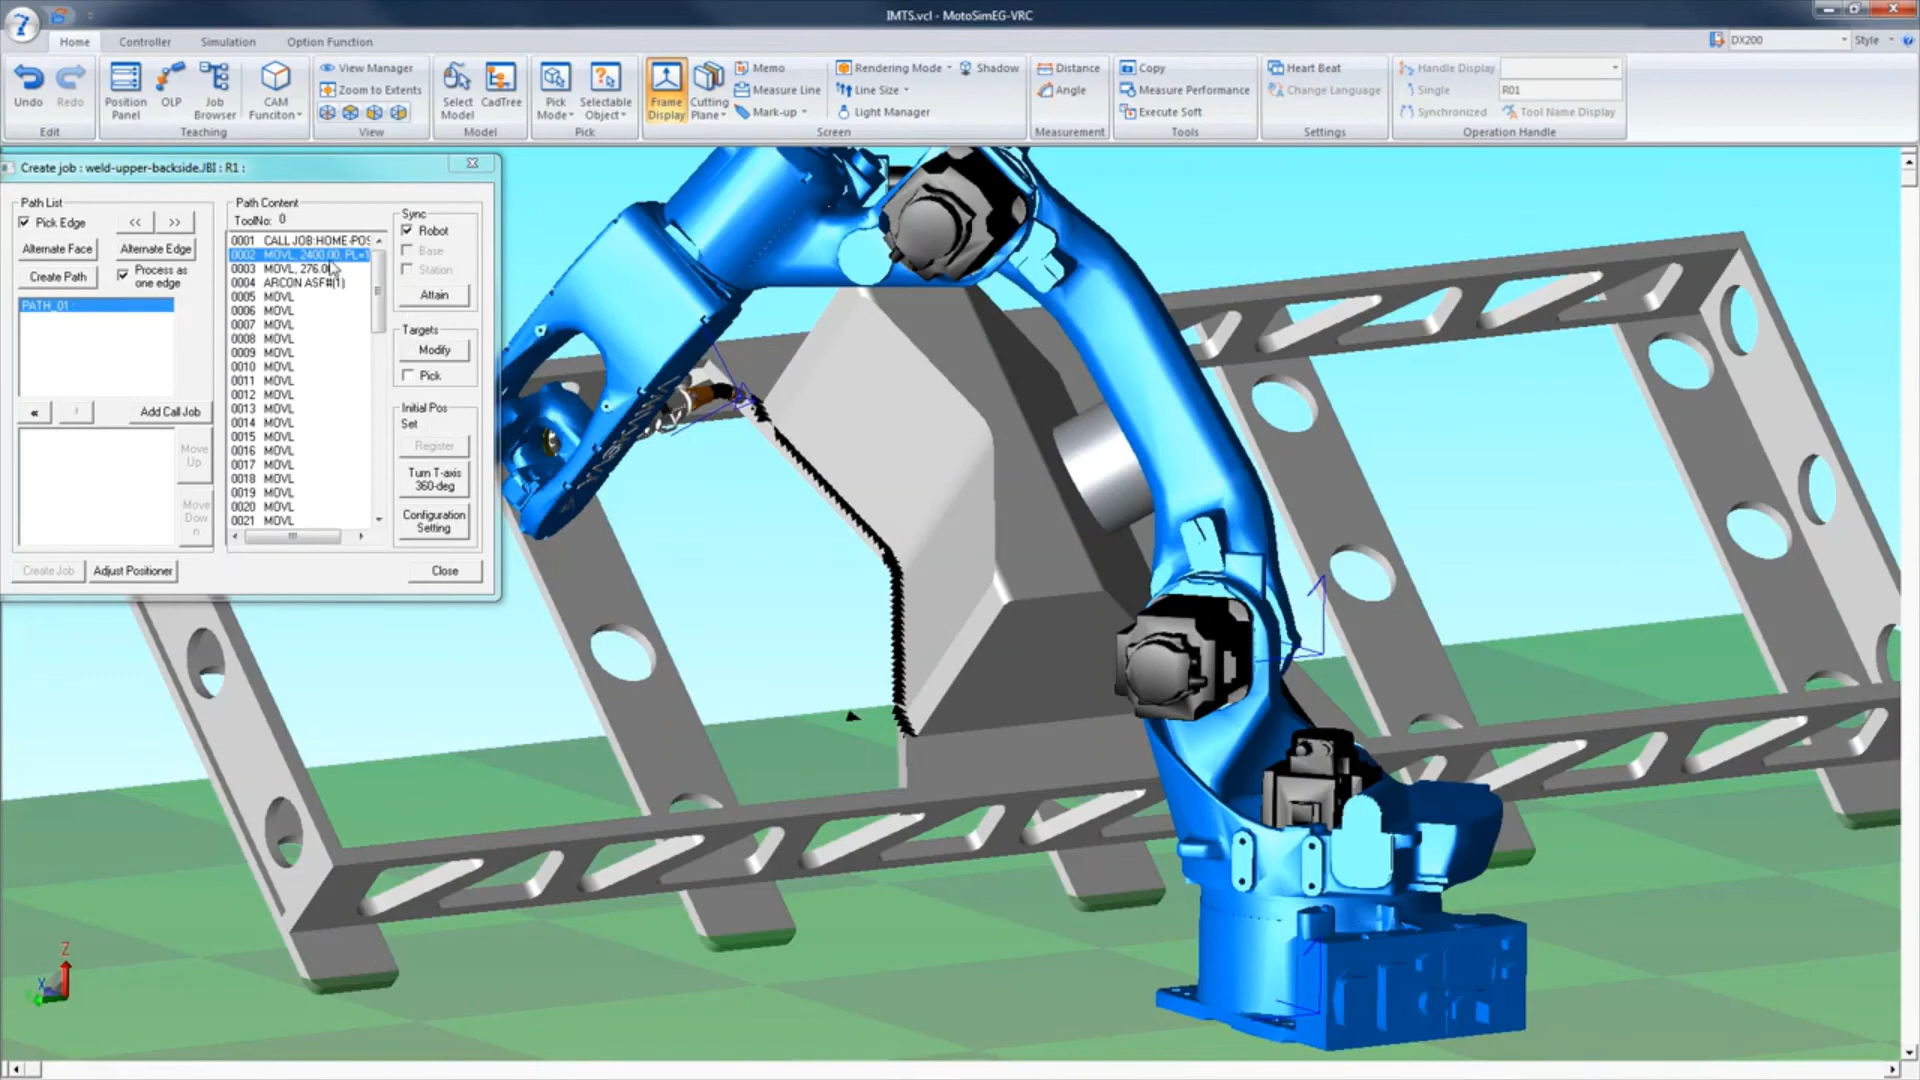 IMTS.vcl - MotoSimEG-VRC
Home
Controller
Simulation
Option Function
DX200
Style
Undo
Redo
Edit
Position Panel
OLP
Job Browser
CAM Funciton
Teaching
View Manager
Zoom to Extents
View
Select Model
CadTree
Model
Pick Mode
Selectable Object
Pick
Frame Display
Cutting Plane
Memo
Measure Line
Mark-up
Rendering Mode
Line Size
Light Manager
Shadow
Screen
Distance
Angle
Measurement
Copy
Measure Performance
Execute Soft
Tools
Heart Beat
Change Language
Settings
Handle Display
Single
R01
Synchronized
Tool Name Display
Operation Handle
Create job : weld-upper-backside.JBI : R1 :
Path List
Pick Edge
<<
>>
Alternate Face
Alternate Edge
Create Path
Process as one edge
PATH_01
«
Add Call Job
Move Up
Move Dow n
Create Job
Adjust Positioner
Path Content
ToolNo: 0
0001 CALL JOB:HOME-POS
0002 MOVL, 2400.00, PL=1
0003 MOVL, 276.0
0004 ARCON ASF#(1)
0005 MOVL
0006 MOVL
0007 MOVL
0008 MOVL
0009 MOVL
0010 MOVL
0011 MOVL
0012 MOVL
0013 MOVL
0014 MOVL
0015 MOVL
0016 MOVL
0017 MOVL
0018 MOVL
0019 MOVL
0020 MOVL
0021 MOVL
Sync
Robot
Base
Station
Attain
Targets
Modify
Pick
Initial Pos Set
Register
Turn T-axis 360-deg
Configuration Setting
Close
Z
X